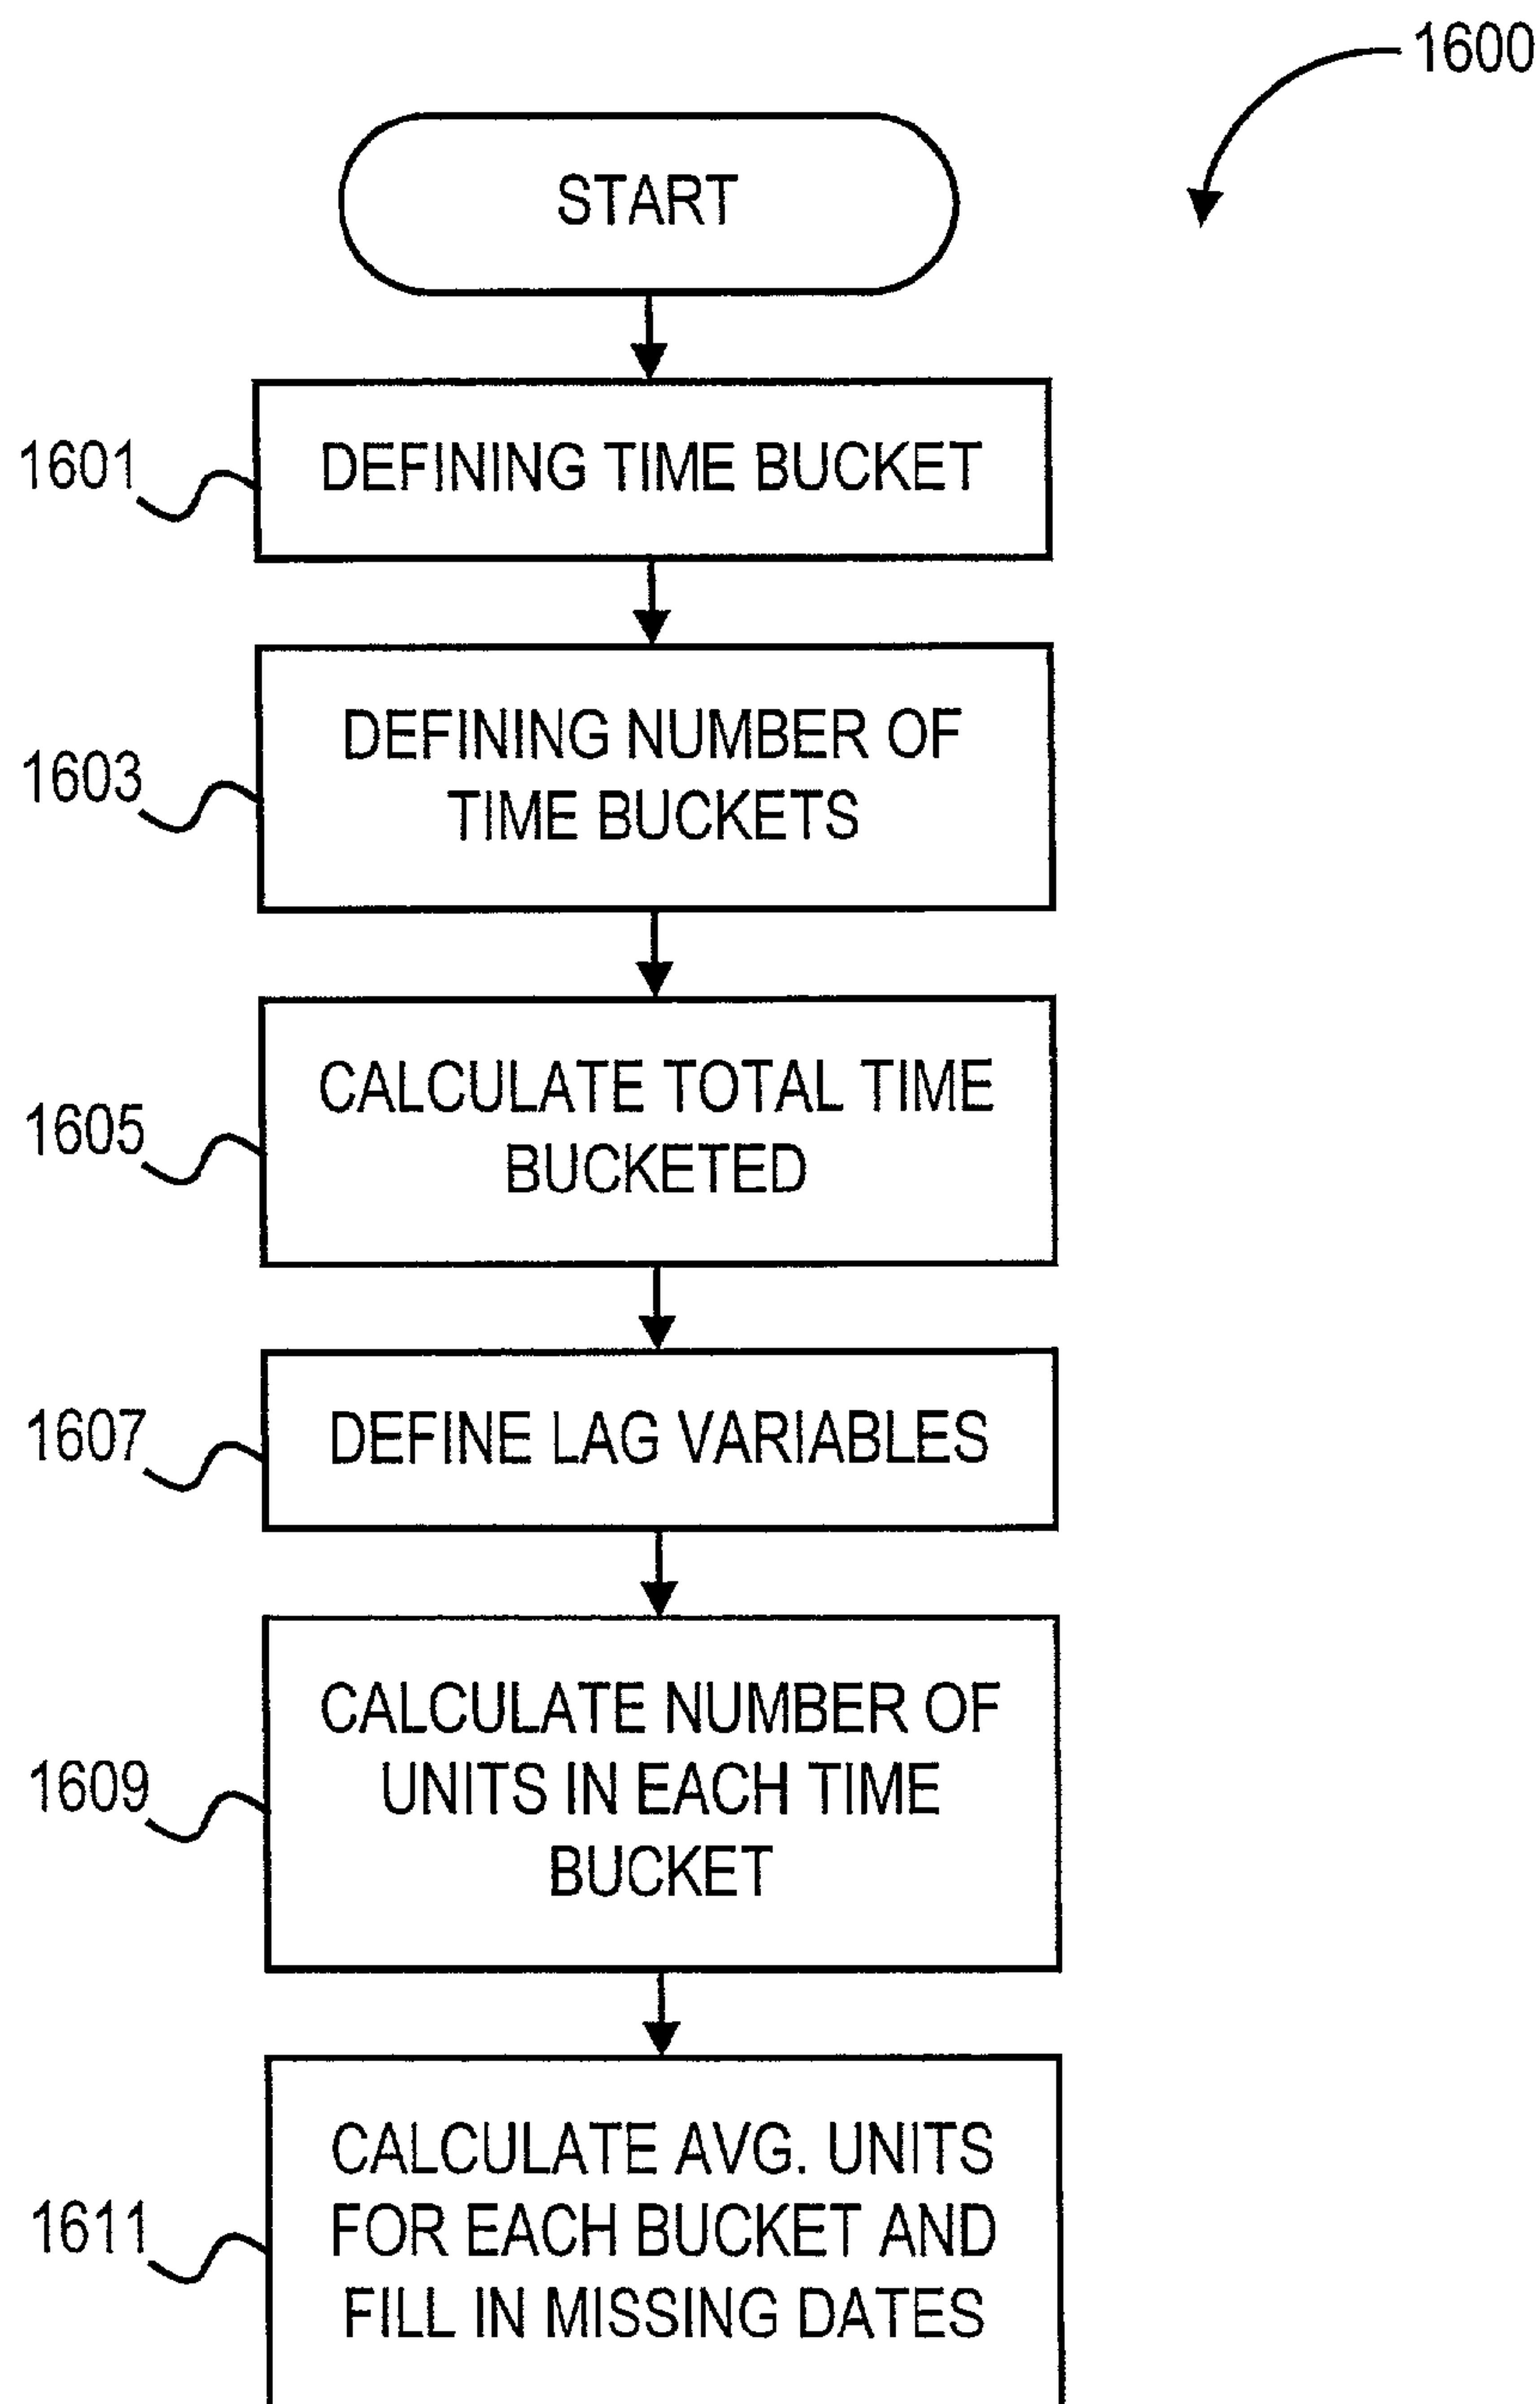 1600
START
1601
DEFINING TIME BUCKET
1603
DEFINING NUMBER OF
TIME BUCKETS
1605
CALCULATE TOTAL TIME
BUCKETED
1607
DEFINE LAG VARIABLES
1609
CALCULATE NUMBER OF
UNITS IN EACH TIME
BUCKET
1611
CALCULATE AVG. UNITS
FOR EACH BUCKET AND
FILL IN MISSING DATES